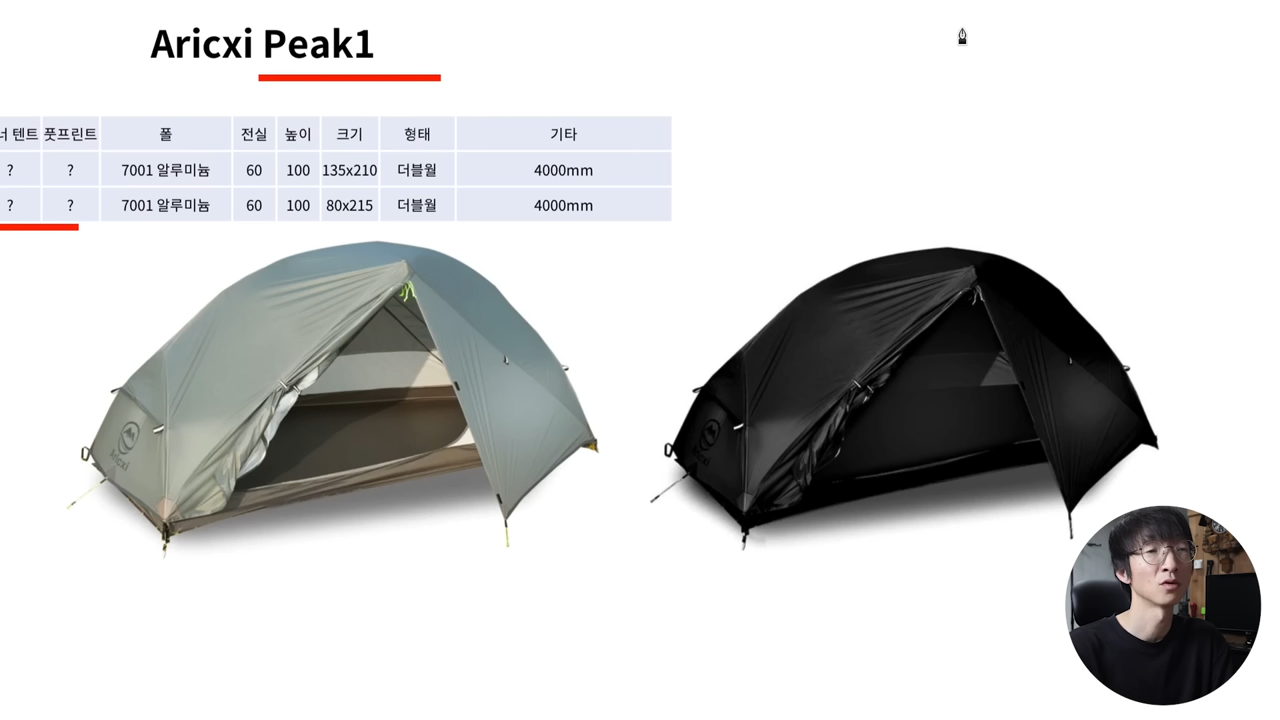 Aricxi Peak1
너 텐트 풋프린트 폴 전실 높이 크기 형태 기타
? ? 7001 알루미늄 60 100 135x210 더블월 4000mm
? ? 7001 알루미늄 60 100 80x215 더블월 4000mm
Aricxi
Aricxi